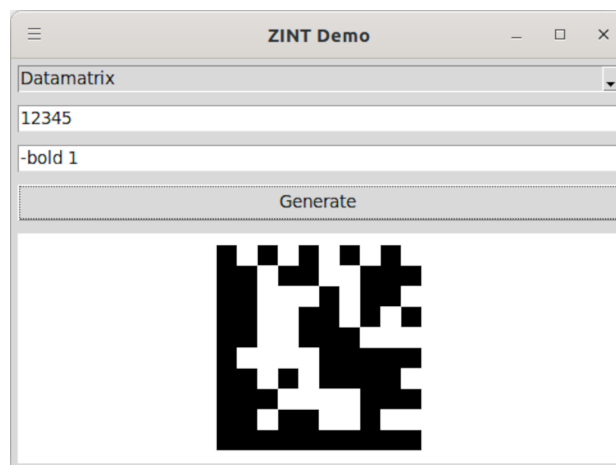 ZINT Demo
Datamatrix
12345
-bold 1
Generate